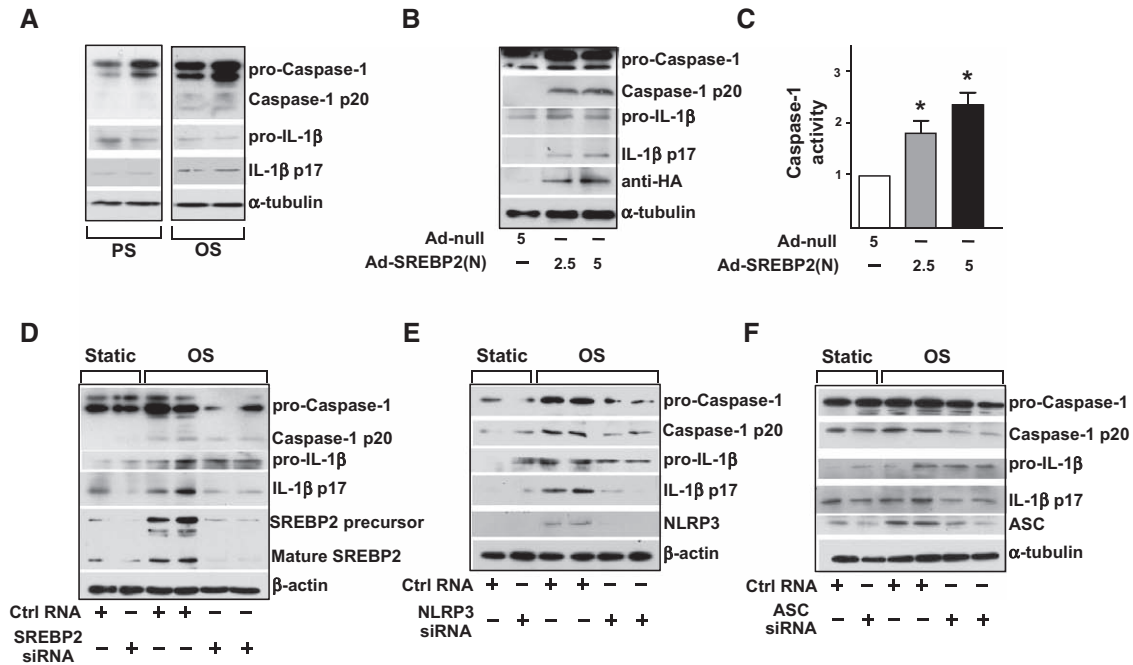 A
pro-Caspase-1
Caspase-1 p20
pro-IL-1β
IL-1β p17
α-tubulin
PS OS
B
pro-Caspase-1
Caspase-1 p20
pro-IL-1β
IL-1β p17
anti-HA
α-tubulin
Ad-null 5 – –
Ad-SREBP2(N) – 2.5 5
C
Caspase-1
activity
3
2
1
* *
Ad-null 5 – –
Ad-SREBP2(N) – 2.5 5
D
Static OS
pro-Caspase-1
Caspase-1 p20
pro-IL-1β
IL-1β p17
SREBP2 precursor
Mature SREBP2
β-actin
Ctrl RNA + – + + – –
SREBP2
siRNA – + – – + +
E
Static OS
pro-Caspase-1
Caspase-1 p20
pro-IL-1β
IL-1β p17
NLRP3
β-actin
Ctrl RNA + – + + – –
NLRP3
siRNA – + – – + +
F
Static OS
pro-Caspase-1
Caspase-1 p20
pro-IL-1β
IL-1β p17
ASC
α-tubulin
Ctrl RNA + – + + – –
ASC
siRNA – + – – + +